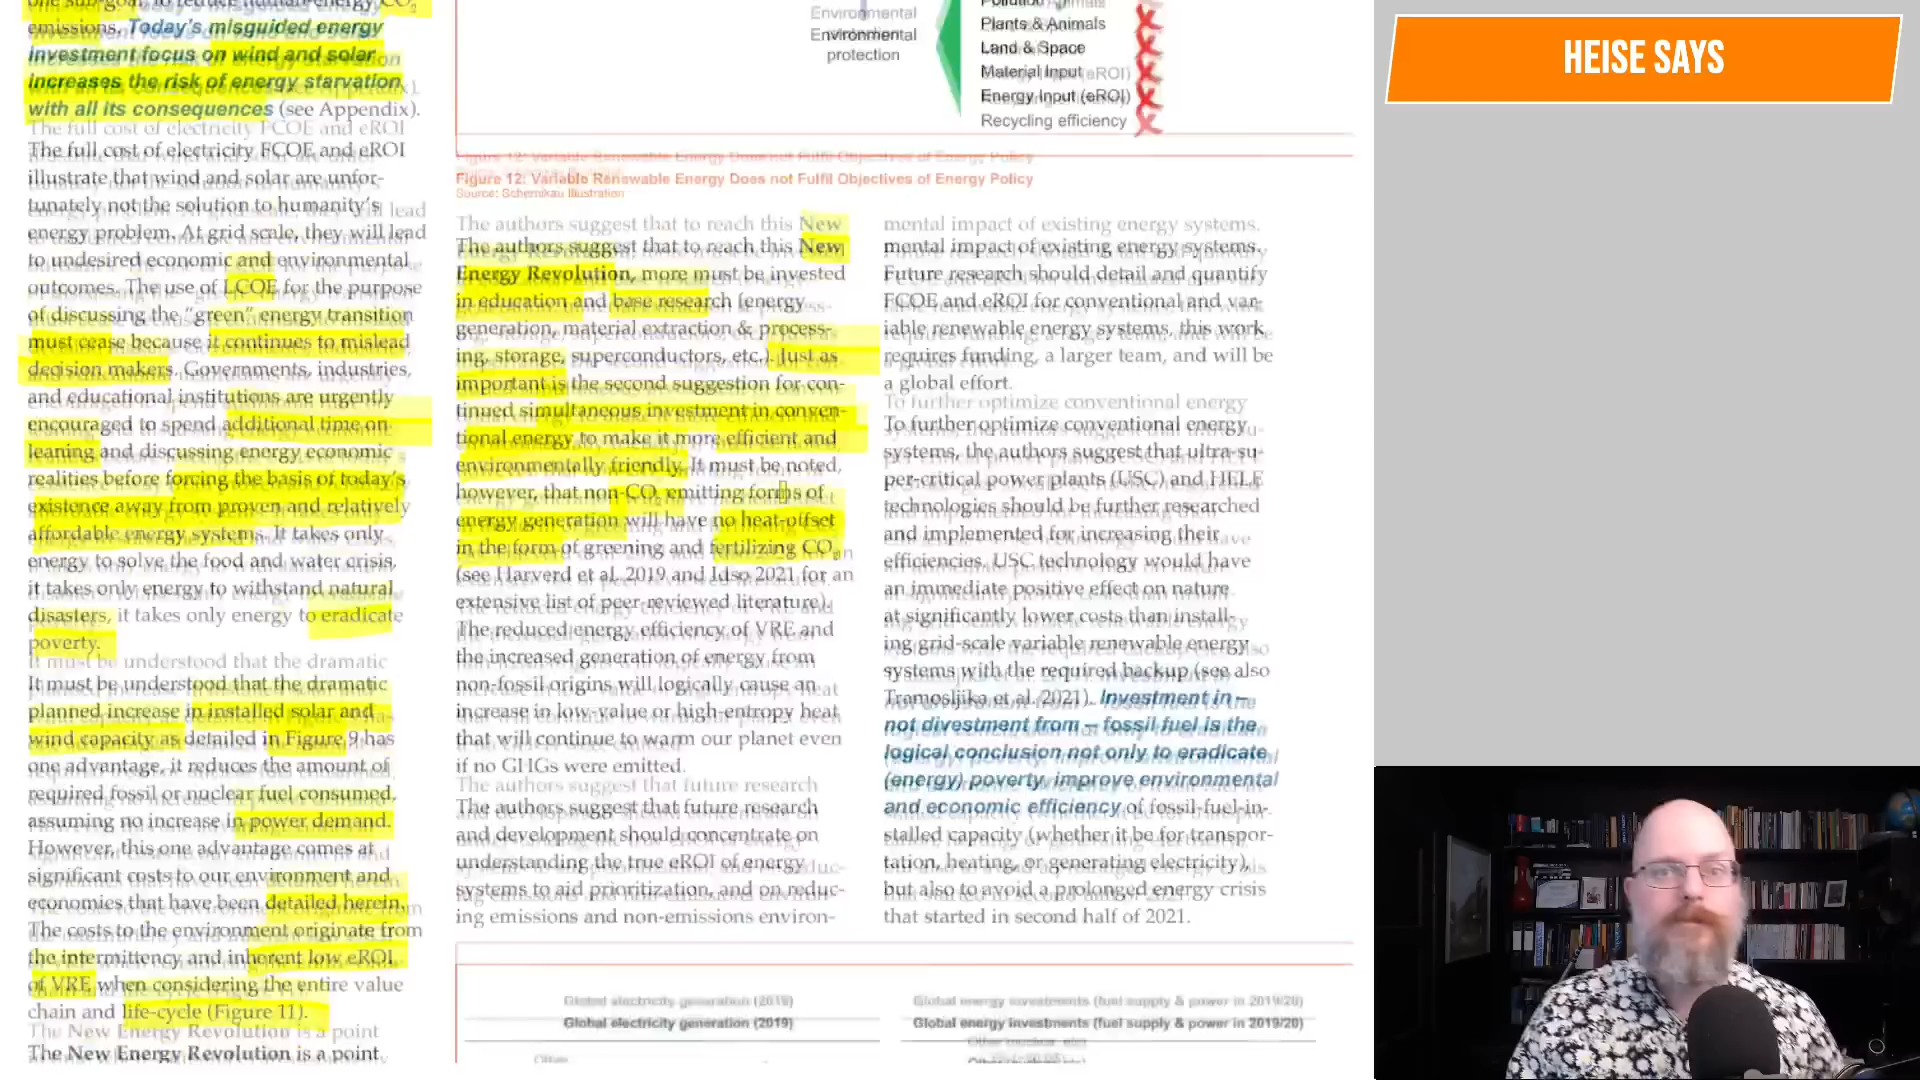 one sub-goal, to reduce human-energy CO2
emissions. Today's misguided energy
investment focus on wind and solar
increases the risk of energy starvation
with all its consequences (see Appendix).
The full cost of electricity FCOE and eROI
illustrate that wind and solar are unfor-
tunately not the solution to humanity's
energy problem. At grid scale, they will lead
to undesired economic and environmental
outcomes. The use of LCOE for the purpose
of discussing the "green" energy transition
must cease because it continues to mislead
decision makers. Governments, industries,
and educational institutions are urgently
encouraged to spend additional time on
leaning and discussing energy economic
realities before forcing the basis of today's
existence away from proven and relatively
affordable energy systems. It takes only
energy to solve the food and water crisis,
it takes only energy to withstand natural
disasters, it takes only energy to eradicate
poverty.
It must be understood that the dramatic
planned increase in installed solar and
wind capacity as detailed in Figure 9 has
one advantage, it reduces the amount of
required fossil or nuclear fuel consumed,
assuming no increase in power demand.
However, this one advantage comes at
significant costs to our environment and
economies that have been detailed herein.
The costs to the environment originate from
the intermittency and inherent low eROI
of VRE when considering the entire value
chain and life-cycle (Figure 11).
The New Energy Revolution is a point
Environmental
protection
Plants & Animals
Land & Space
Material Input
Energy Input (eROI)
Recycling efficiency
Figure 12: Variable Renewable Energy Does not Fulfil Objectives of Energy Policy
Source: Schernikau Illustration
The authors suggest that to reach this New
Energy Revolution, more must be invested
in education and base research (energy
generation, material extraction & process-
ing, storage, superconductors, etc.). Just as
important is the second suggestion for con-
tinued simultaneous investment in conven-
tional energy to make it more efficient and
environmentally friendly. It must be noted,
however, that non-CO2 emitting forms of
energy generation will have no heat-offset
in the form of greening and fertilizing CO2
(see Harverd et al. 2019 and Idso 2021 for an
extensive list of peer-reviewed literature).
The reduced energy efficiency of VRE and
the increased generation of energy from
non-fossil origins will logically cause an
increase in low-value or high-entropy heat
that will continue to warm our planet even
if no GHGs were emitted.
The authors suggest that future research
and development should concentrate on
understanding the true eROI of energy
systems to aid prioritization, and on reduc-
ing emissions and non-emissions environ-
mental impact of existing energy systems.
Future research should detail and quantify
FCOE and eROI for conventional and var-
iable renewable energy systems, this work
requires funding, a larger team, and will be
a global effort.
To further optimize conventional energy
systems, the authors suggest that ultra-su-
per-critical power plants (USC) and HELE
technologies should be further researched
and implemented for increasing their
efficiencies. USC technology would have
an immediate positive effect on nature
at significantly lower costs than install-
ing grid-scale variable renewable energy
systems with the required backup (see also
Tramosljika et al. 2021). Investment in –
not divestment from – fossil fuel is the
logical conclusion not only to eradicate
(energy) poverty, improve environmental
and economic efficiency of fossil-fuel-in-
stalled capacity (whether it be for transpor-
tation, heating, or generating electricity),
but also to avoid a prolonged energy crisis
that started in second half of 2021.
Global electricity generation (2019)
Global energy investments (fuel supply & power in 2019/20)
HEISE SAYS